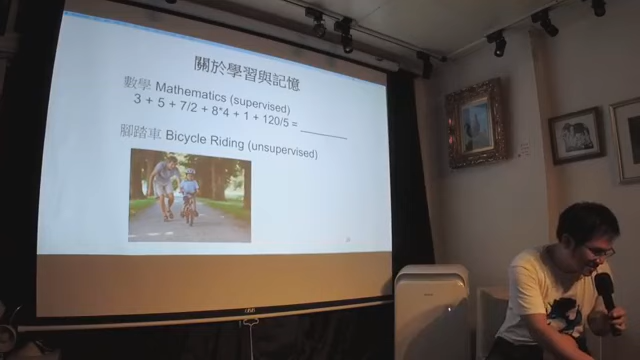 關於學習與記憶
數學 Mathematics (supervised)
3 + 5 + 7/2 + 8*4 + 1 + 120/5 = ________
腳踏車 Bicycle Riding (unsupervised)